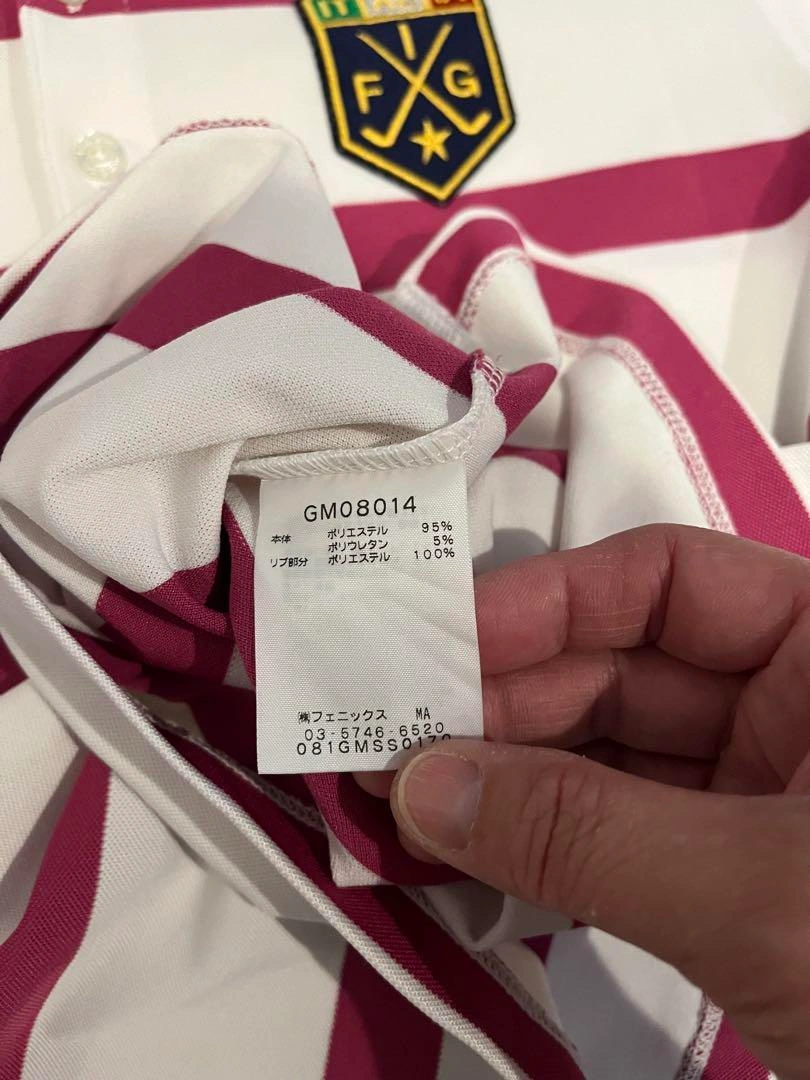 IT
I
F G
GM08014
本体 ポリエステル 95%
ポリウレタン 5%
リブ部分 ポリエステル 100%
㈱フェニックス MA
03-5746-6520
081GMSS0170